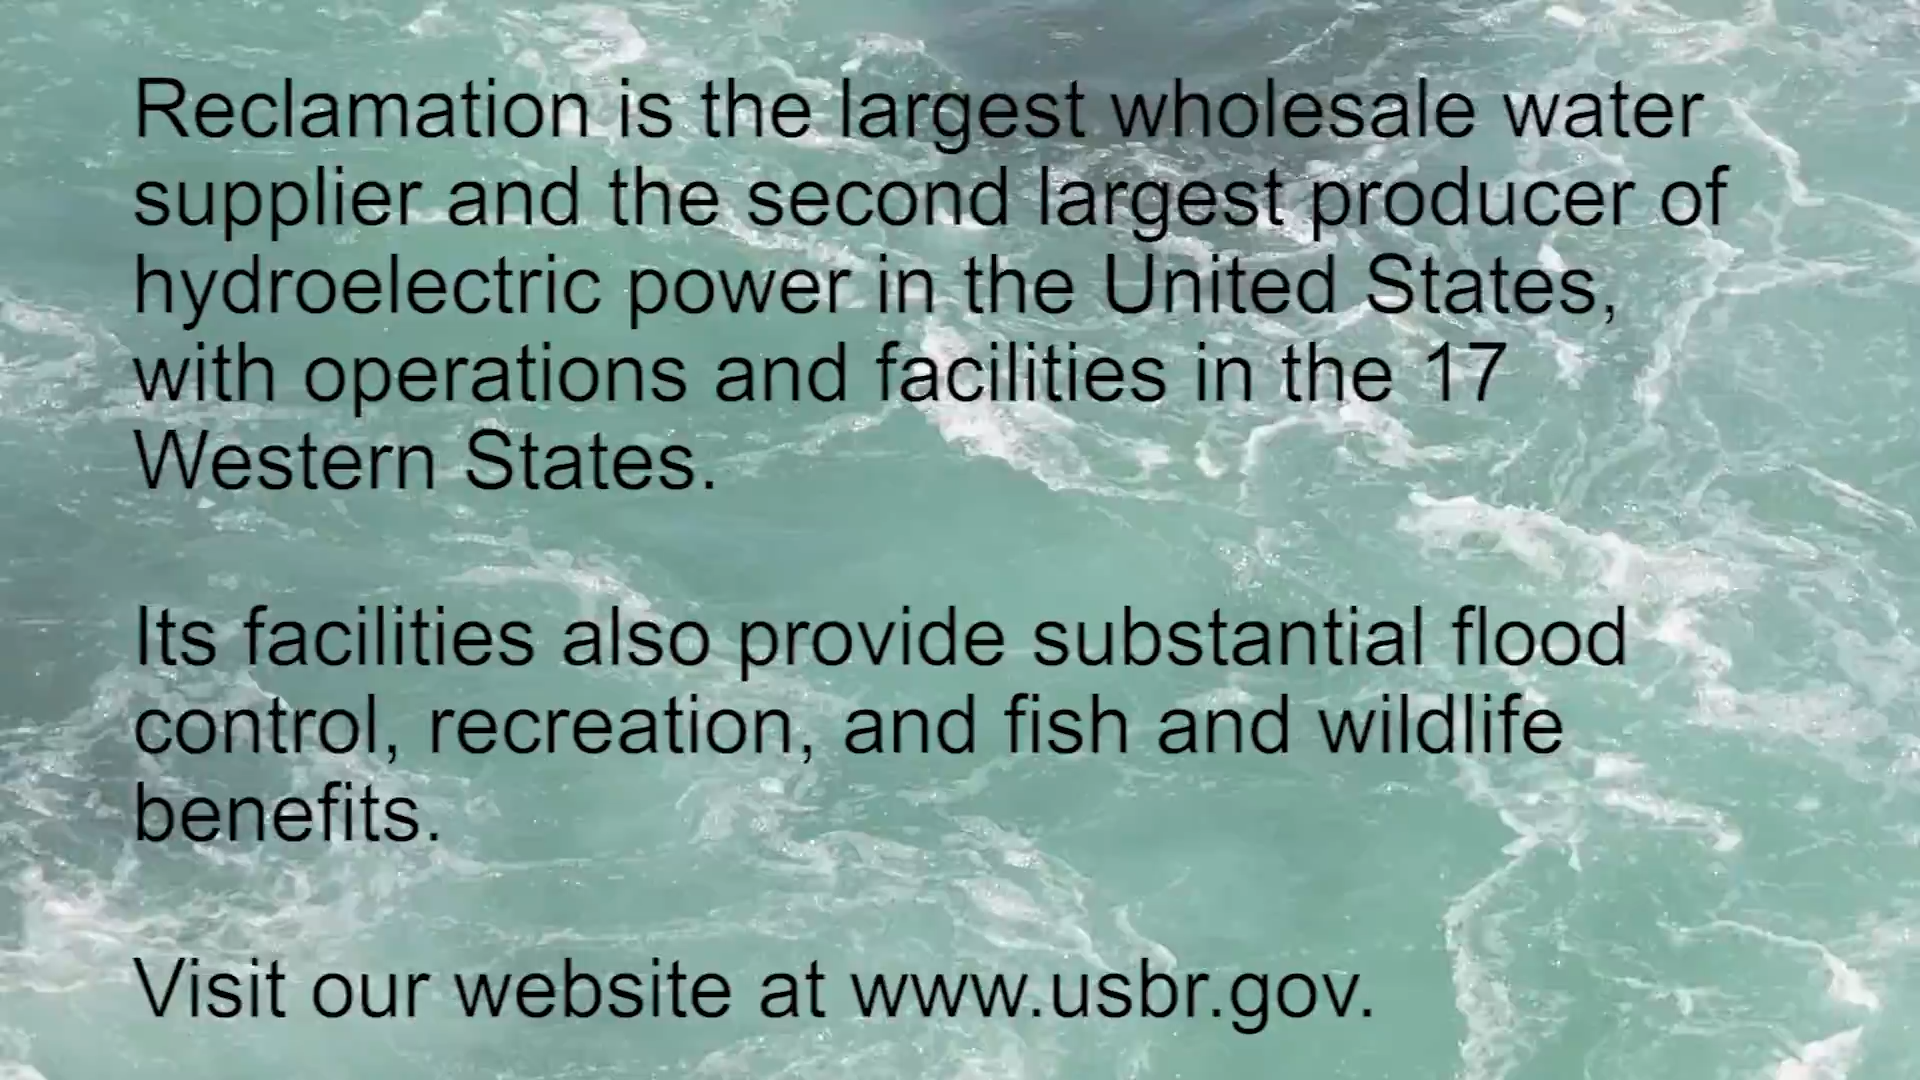 Reclamation is the largest wholesale water
supplier and the second largest producer of
hydroelectric power in the United States,
with operations and facilities in the 17
Western States.
Its facilities also provide substantial flood
control, recreation, and fish and wildlife
benefits.
Visit our website at www.usbr.gov.